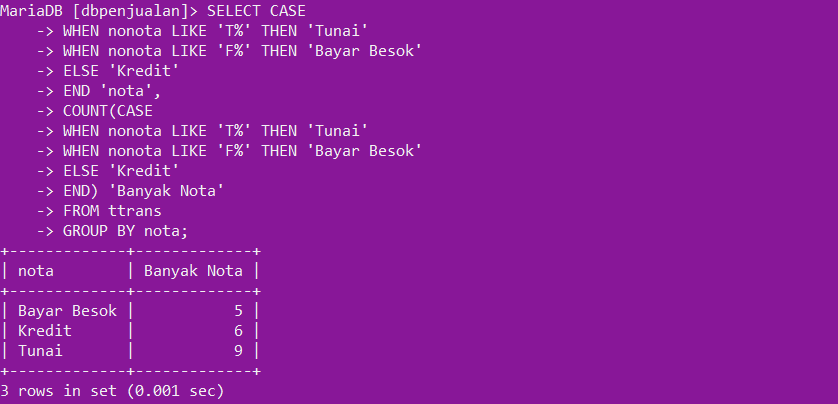 MariaDB [dbpenjualan]> SELECT CASE
    -> WHEN nonota LIKE 'T%' THEN 'Tunai'
    -> WHEN nonota LIKE 'F%' THEN 'Bayar Besok'
    -> ELSE 'Kredit'
    -> END 'nota',
    -> COUNT(CASE
    -> WHEN nonota LIKE 'T%' THEN 'Tunai'
    -> WHEN nonota LIKE 'F%' THEN 'Bayar Besok'
    -> ELSE 'Kredit'
    -> END) 'Banyak Nota'
    -> FROM ttrans
    -> GROUP BY nota;
+-------------+-------------+
| nota        | Banyak Nota |
+-------------+-------------+
| Bayar Besok |           5 |
| Kredit      |           6 |
| Tunai       |           9 |
+-------------+-------------+
3 rows in set (0.001 sec)